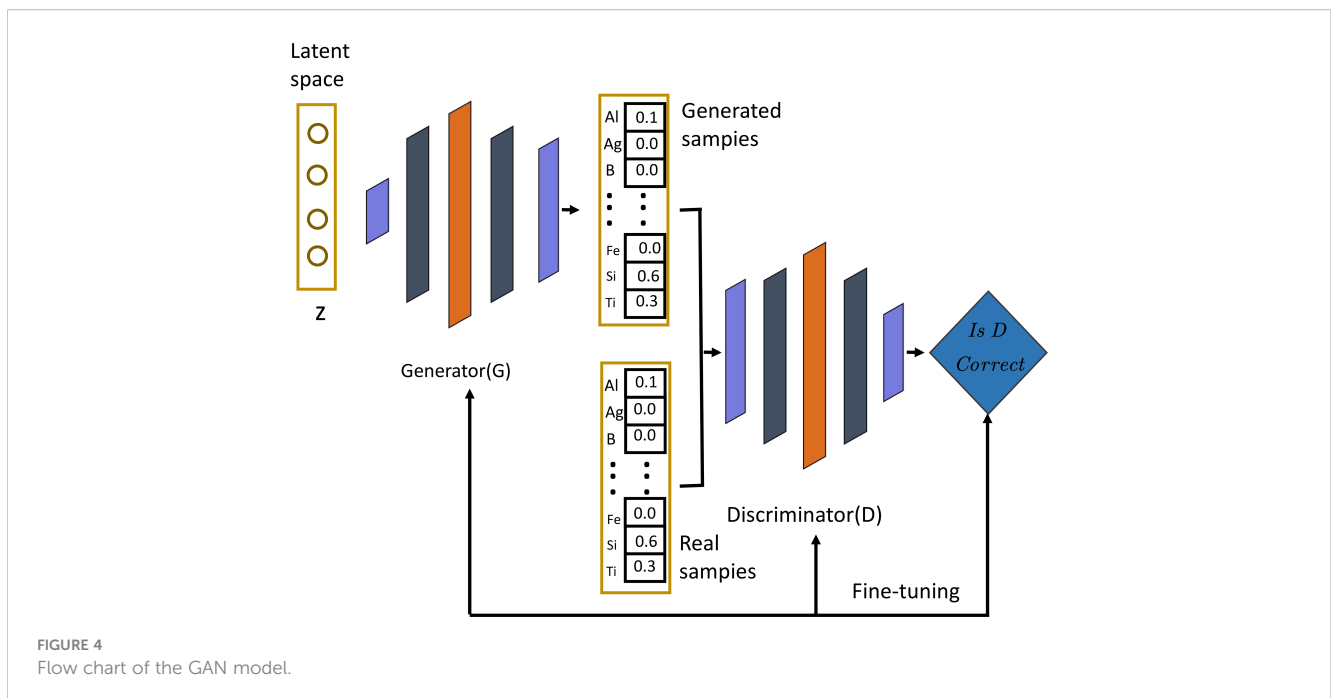 Latent
space
z
Generator(G)
Al 0.1
Ag 0.0
B 0.0
Fe 0.0
Si 0.6
Ti 0.3
Generated
sampies
Al 0.1
Ag 0.0
B 0.0
Fe 0.0
Si 0.6
Ti 0.3
Real
sampies
Discriminator(D)
Is D
Correct
Fine-tuning
FIGURE 4
Flow chart of the GAN model.